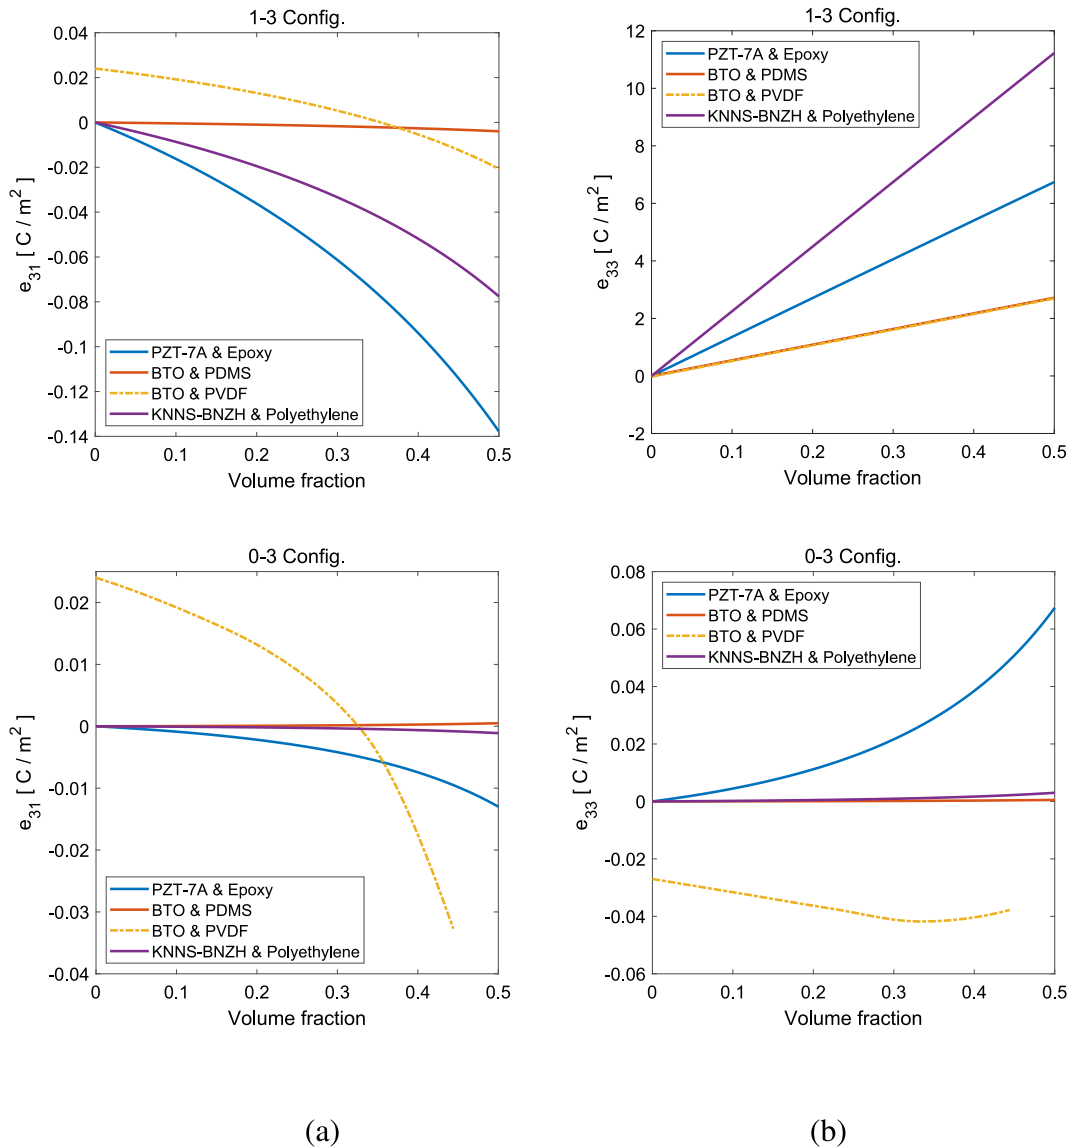 1-3 Config.
0.04
0.02
0
-0.02
-0.04
-0.06
-0.08
-0.1
-0.12
-0.14
e31 [ C / m2 ]
PZT-7A & Epoxy
BTO & PDMS
BTO & PVDF
KNNS-BNZH & Polyethylene
0 0.1 0.2 0.3 0.4 0.5
Volume fraction
1-3 Config.
12
10
8
6
4
2
0
-2
e33 [ C / m2 ]
PZT-7A & Epoxy
BTO & PDMS
BTO & PVDF
KNNS-BNZH & Polyethylene
0 0.1 0.2 0.3 0.4 0.5
Volume fraction
0-3 Config.
0.02
0.01
0
-0.01
-0.02
-0.03
-0.04
e31 [ C / m2 ]
PZT-7A & Epoxy
BTO & PDMS
BTO & PVDF
KNNS-BNZH & Polyethylene
0 0.1 0.2 0.3 0.4 0.5
Volume fraction
0-3 Config.
0.08
0.06
0.04
0.02
0
-0.02
-0.04
-0.06
e33 [ C / m2 ]
PZT-7A & Epoxy
BTO & PDMS
BTO & PVDF
KNNS-BNZH & Polyethylene
0 0.1 0.2 0.3 0.4 0.5
Volume fraction
(a)
(b)